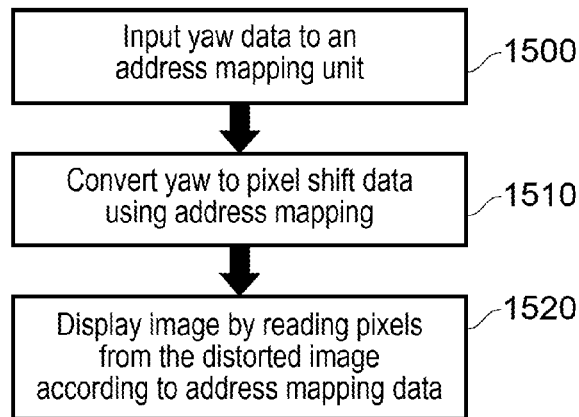 Input yaw data to an
address mapping unit
1500
Convert yaw to pixel shift data
using address mapping
1510
Display image by reading pixels
from the distorted image
according to address mapping data
1520